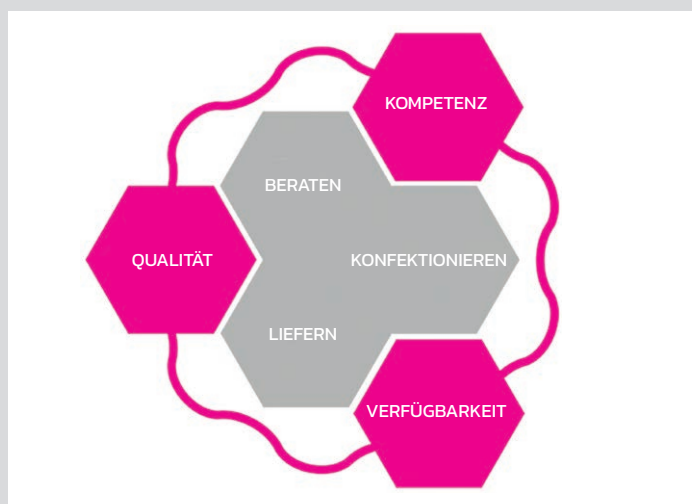 KOMPETENZ
BERATEN
QUALITÄT
KONFEKTIONIEREN
LIEFERN
VERFÜGBARKEIT